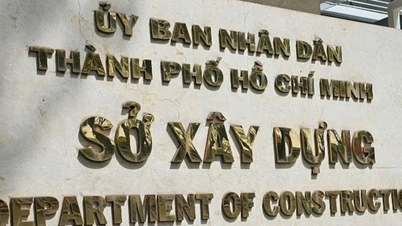 ỦY BAN NHÂN DÂN
THÀNH PHỐ HỒ CHÍ MINH
SỞ XÂY DỰNG
DEPARTMENT OF CONSTRUCTIO